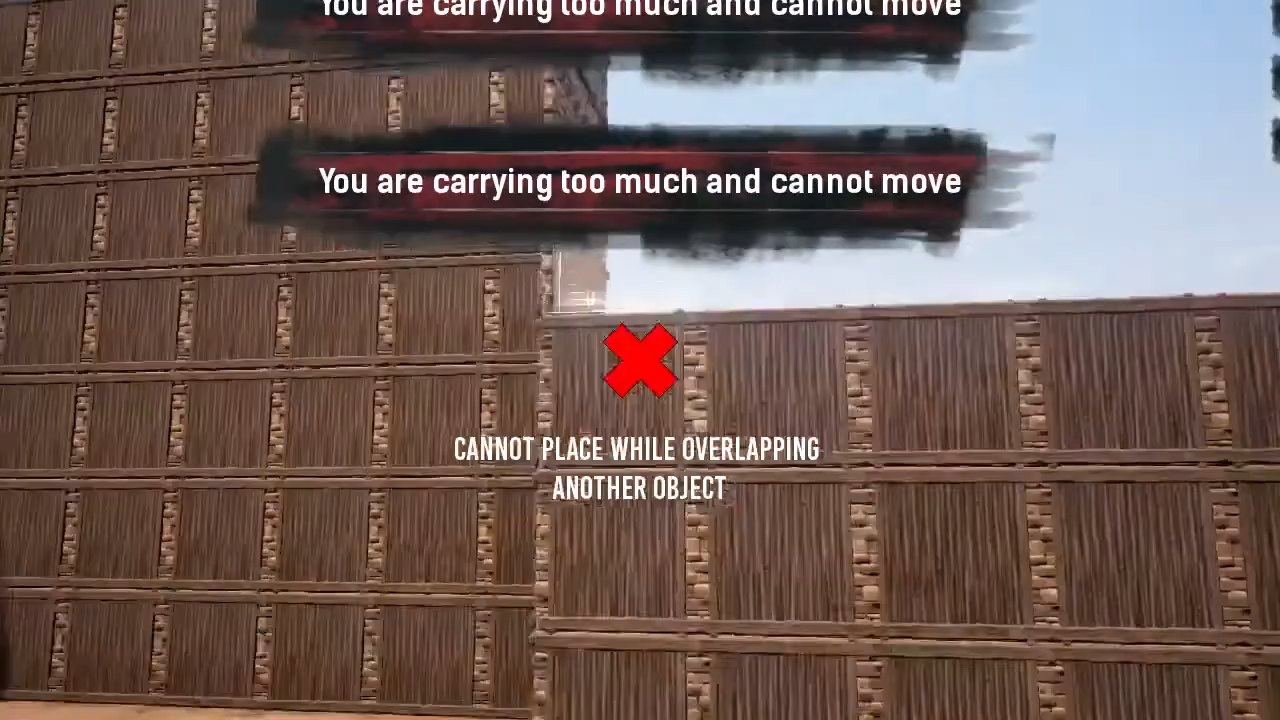 You are carrying too much and cannot move
You are carrying too much and cannot move
CANNOT PLACE WHILE OVERLAPPING
ANOTHER OBJECT